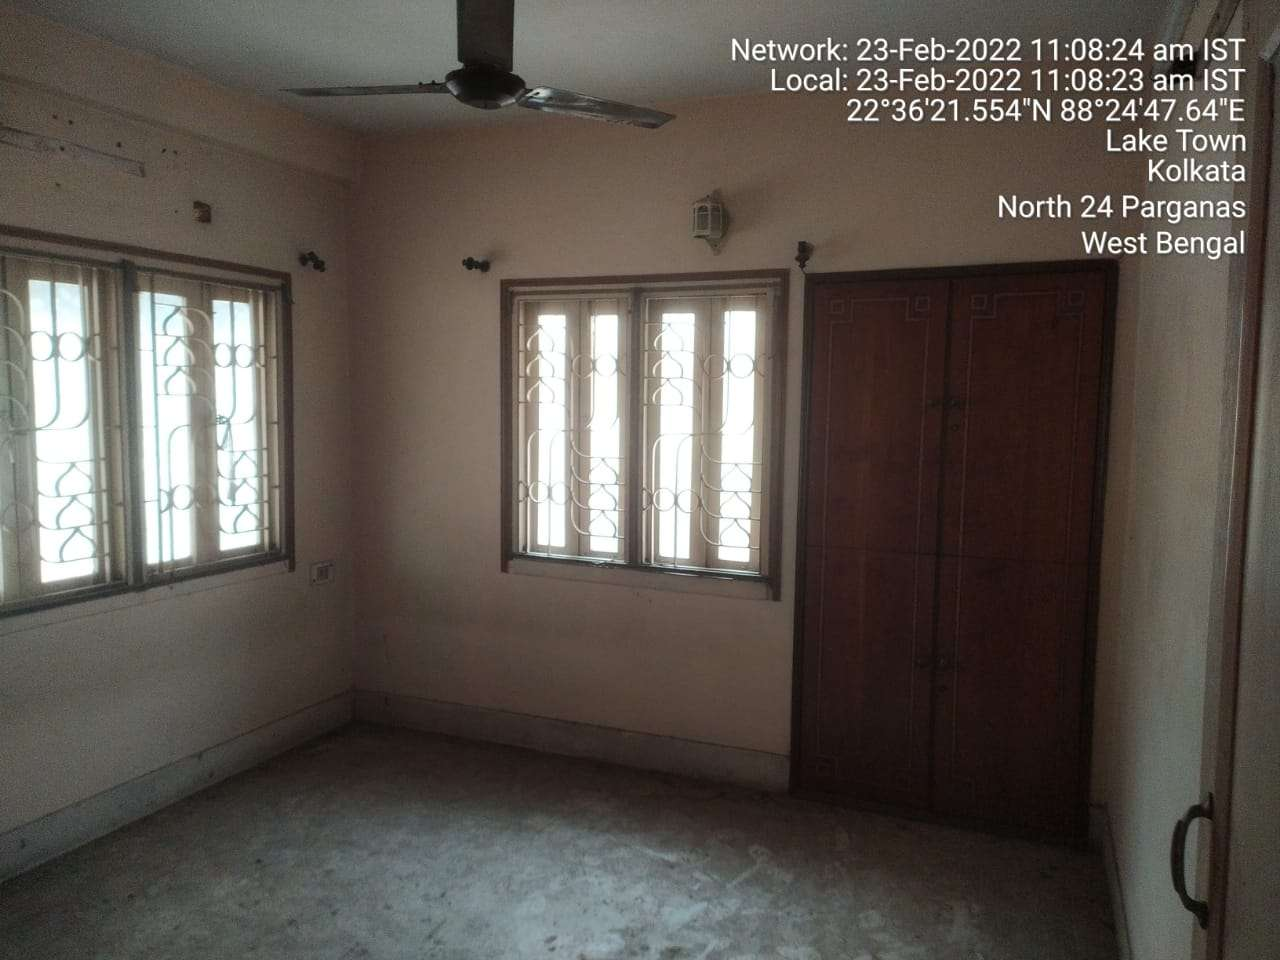 Network: 23-Feb-2022 11:08:24 am IST
Local: 23-Feb-2022 11:08:23 am IST
22°36'21.554"N 88°24'47.64"E
Lake Town
Kolkata
North 24 Parganas
West Bengal